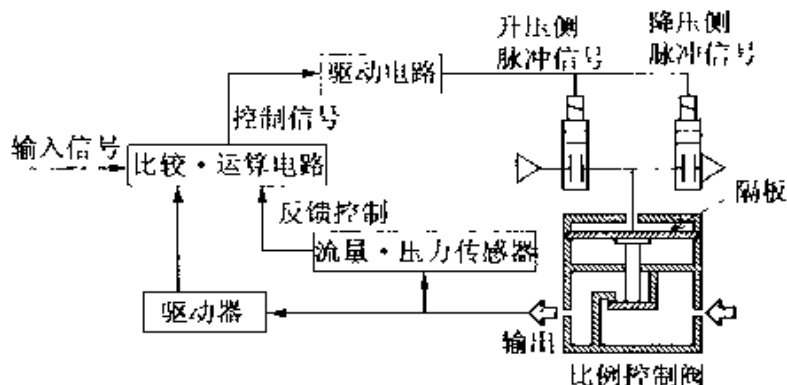 升压侧
脉冲信号
降压侧
脉冲信号
驱动电路
控制信号
输入信号
比较·运算电路
隔板
反馈控制
流量·压力传感器
驱动器
输出
比例控制阀